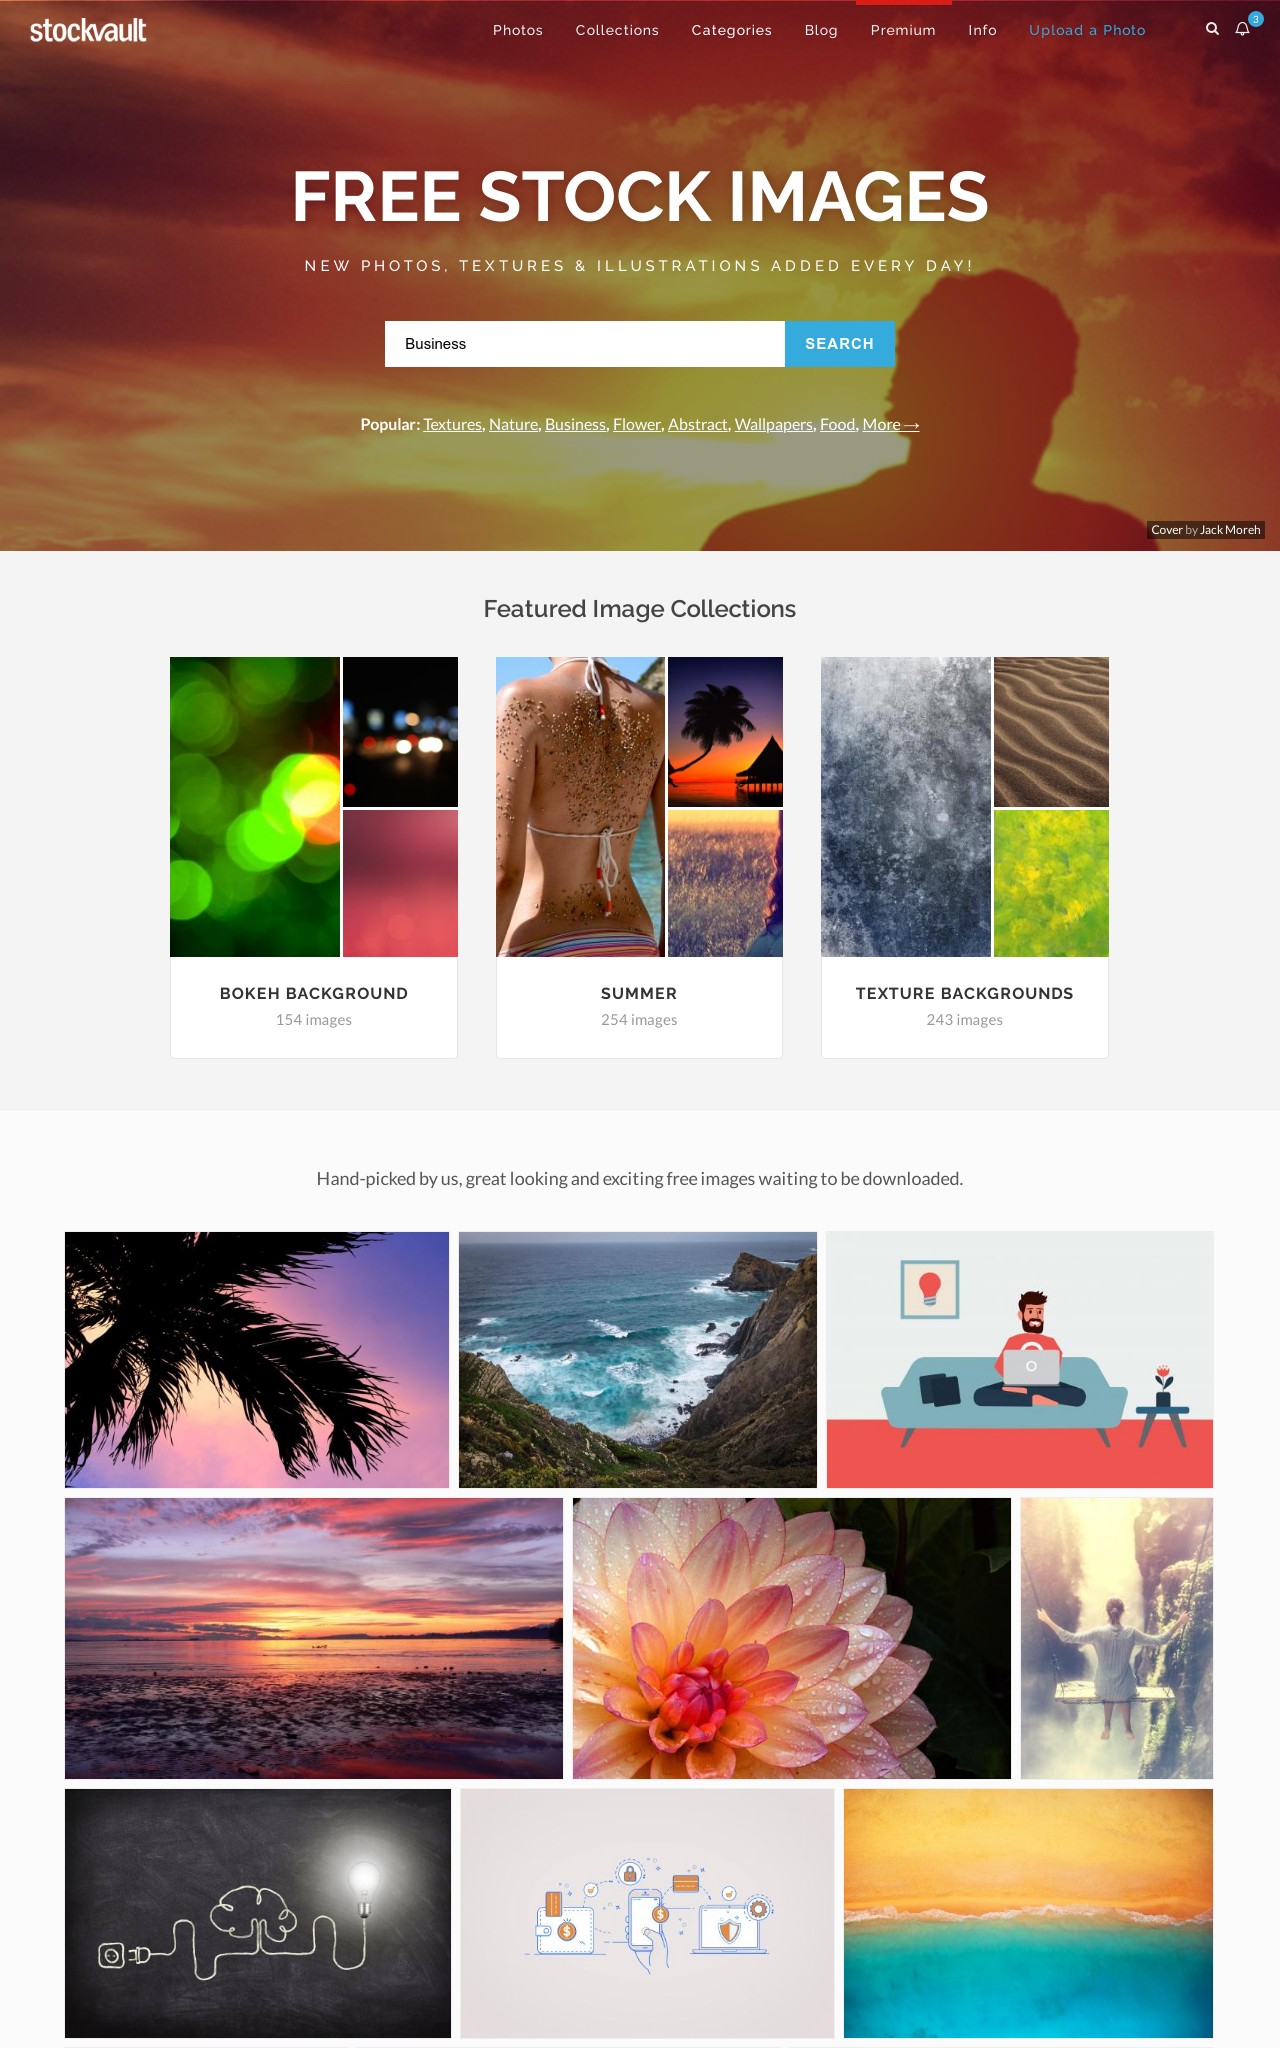 stockvault
Photos Collections Categories Blog Premium Info Upload a Photo 3
FREE STOCK IMAGES
NEW PHOTOS, TEXTURES & ILLUSTRATIONS ADDED EVERY DAY!
Business SEARCH
Popular: Textures, Nature, Business, Flower, Abstract, Wallpapers, Food, More →
Cover by Jack Moreh
Featured Image Collections
BOKEH BACKGROUND
154 images
SUMMER
254 images
TEXTURE BACKGROUNDS
243 images
Hand-picked by us, great looking and exciting free images waiting to be downloaded.
$ $ $